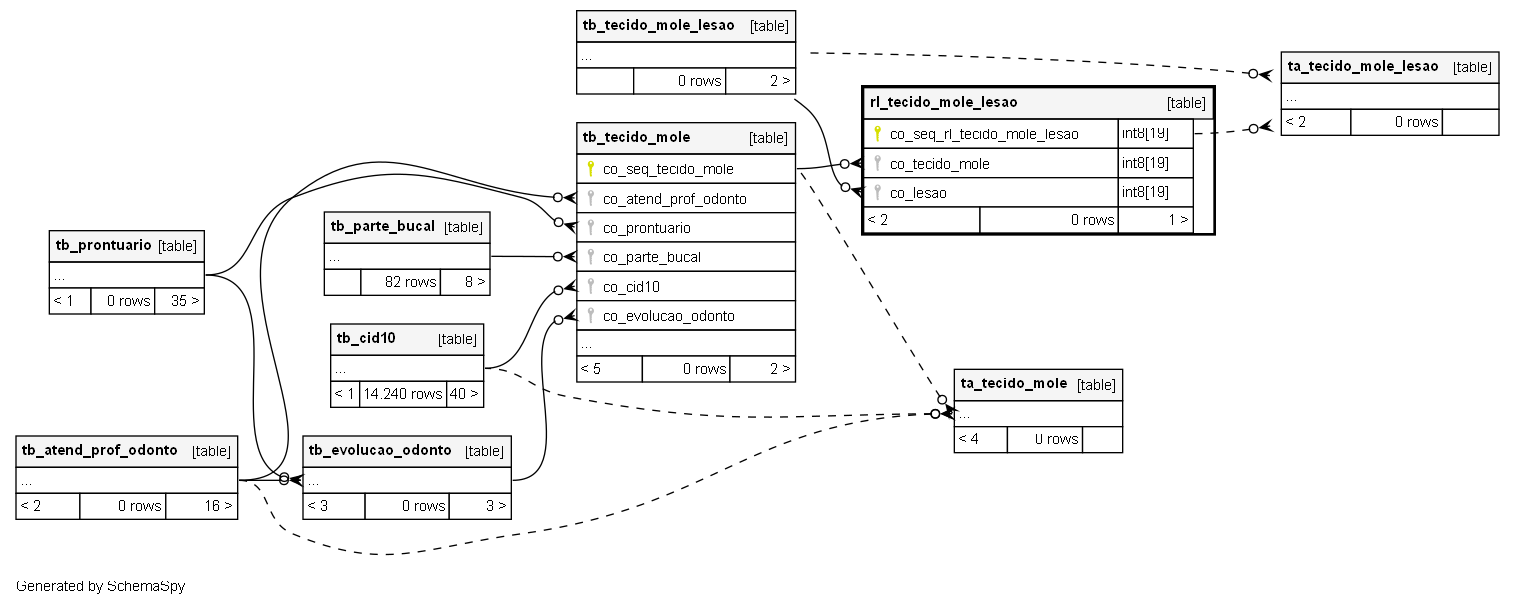 tb_tecido_mole_lesao [table]
...
0 rows 2 >
ta_tecido_mole_lesao [table]
...
< 2 0 rows
rl_tecido_mole_lesao [table]
co_seq_rl_tecido_mole_lesao int8[19]
co_tecido_mole int8[19]
co_lesao int8[19]
< 2 0 rows 1 >
tb_tecido_mole [table]
co_seq_tecido_mole
co_atend_prof_odonto
co_prontuario
co_parte_bucal
co_cid10
co_evolucao_odonto
...
< 5 0 rows 2 >
tb_parte_bucal [table]
...
82 rows 8 >
tb_prontuario [table]
...
< 1 0 rows 35 >
tb_cid10 [table]
...
< 1 14.240 rows 40 >
ta_tecido_mole [table]
...
< 4 0 rows
tb_atend_prof_odonto [table]
...
< 2 0 rows 16 >
tb_evolucao_odonto [table]
...
< 3 0 rows 3 >
Generated by SchemaSpy